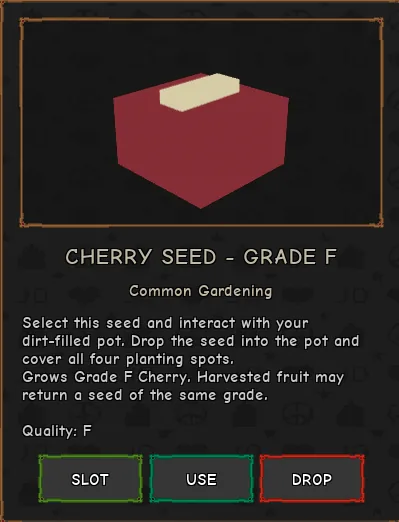 CHERRY SEED - GRADE F
Common Gardening
Select this seed and interact with your
dirt-filled pot. Drop the seed into the pot and
cover all four planting spots.
Grows Grade F Cherry. Harvested fruit may
return a seed of the same grade.
Quality: F
SLOT USE DROP